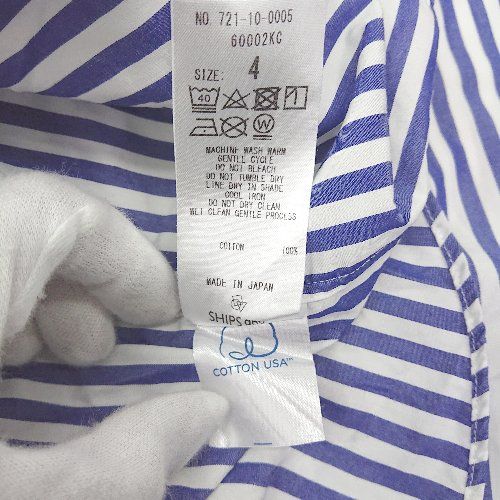 NO. 721-10-0005
60002KC
SIZE: 4
40
W
MACHINE WASH WARM
GENTLE CYCLE
DO NOT BLEACH
DO NOT TUMBLE DRY
LINE DRY IN SHADE
COOL IRON
DO NOT DRY CLEAN
WET CLEAN GENTLE PROCESS
COTTON 100%
MADE IN JAPAN
SHIPS
COTTON USA™